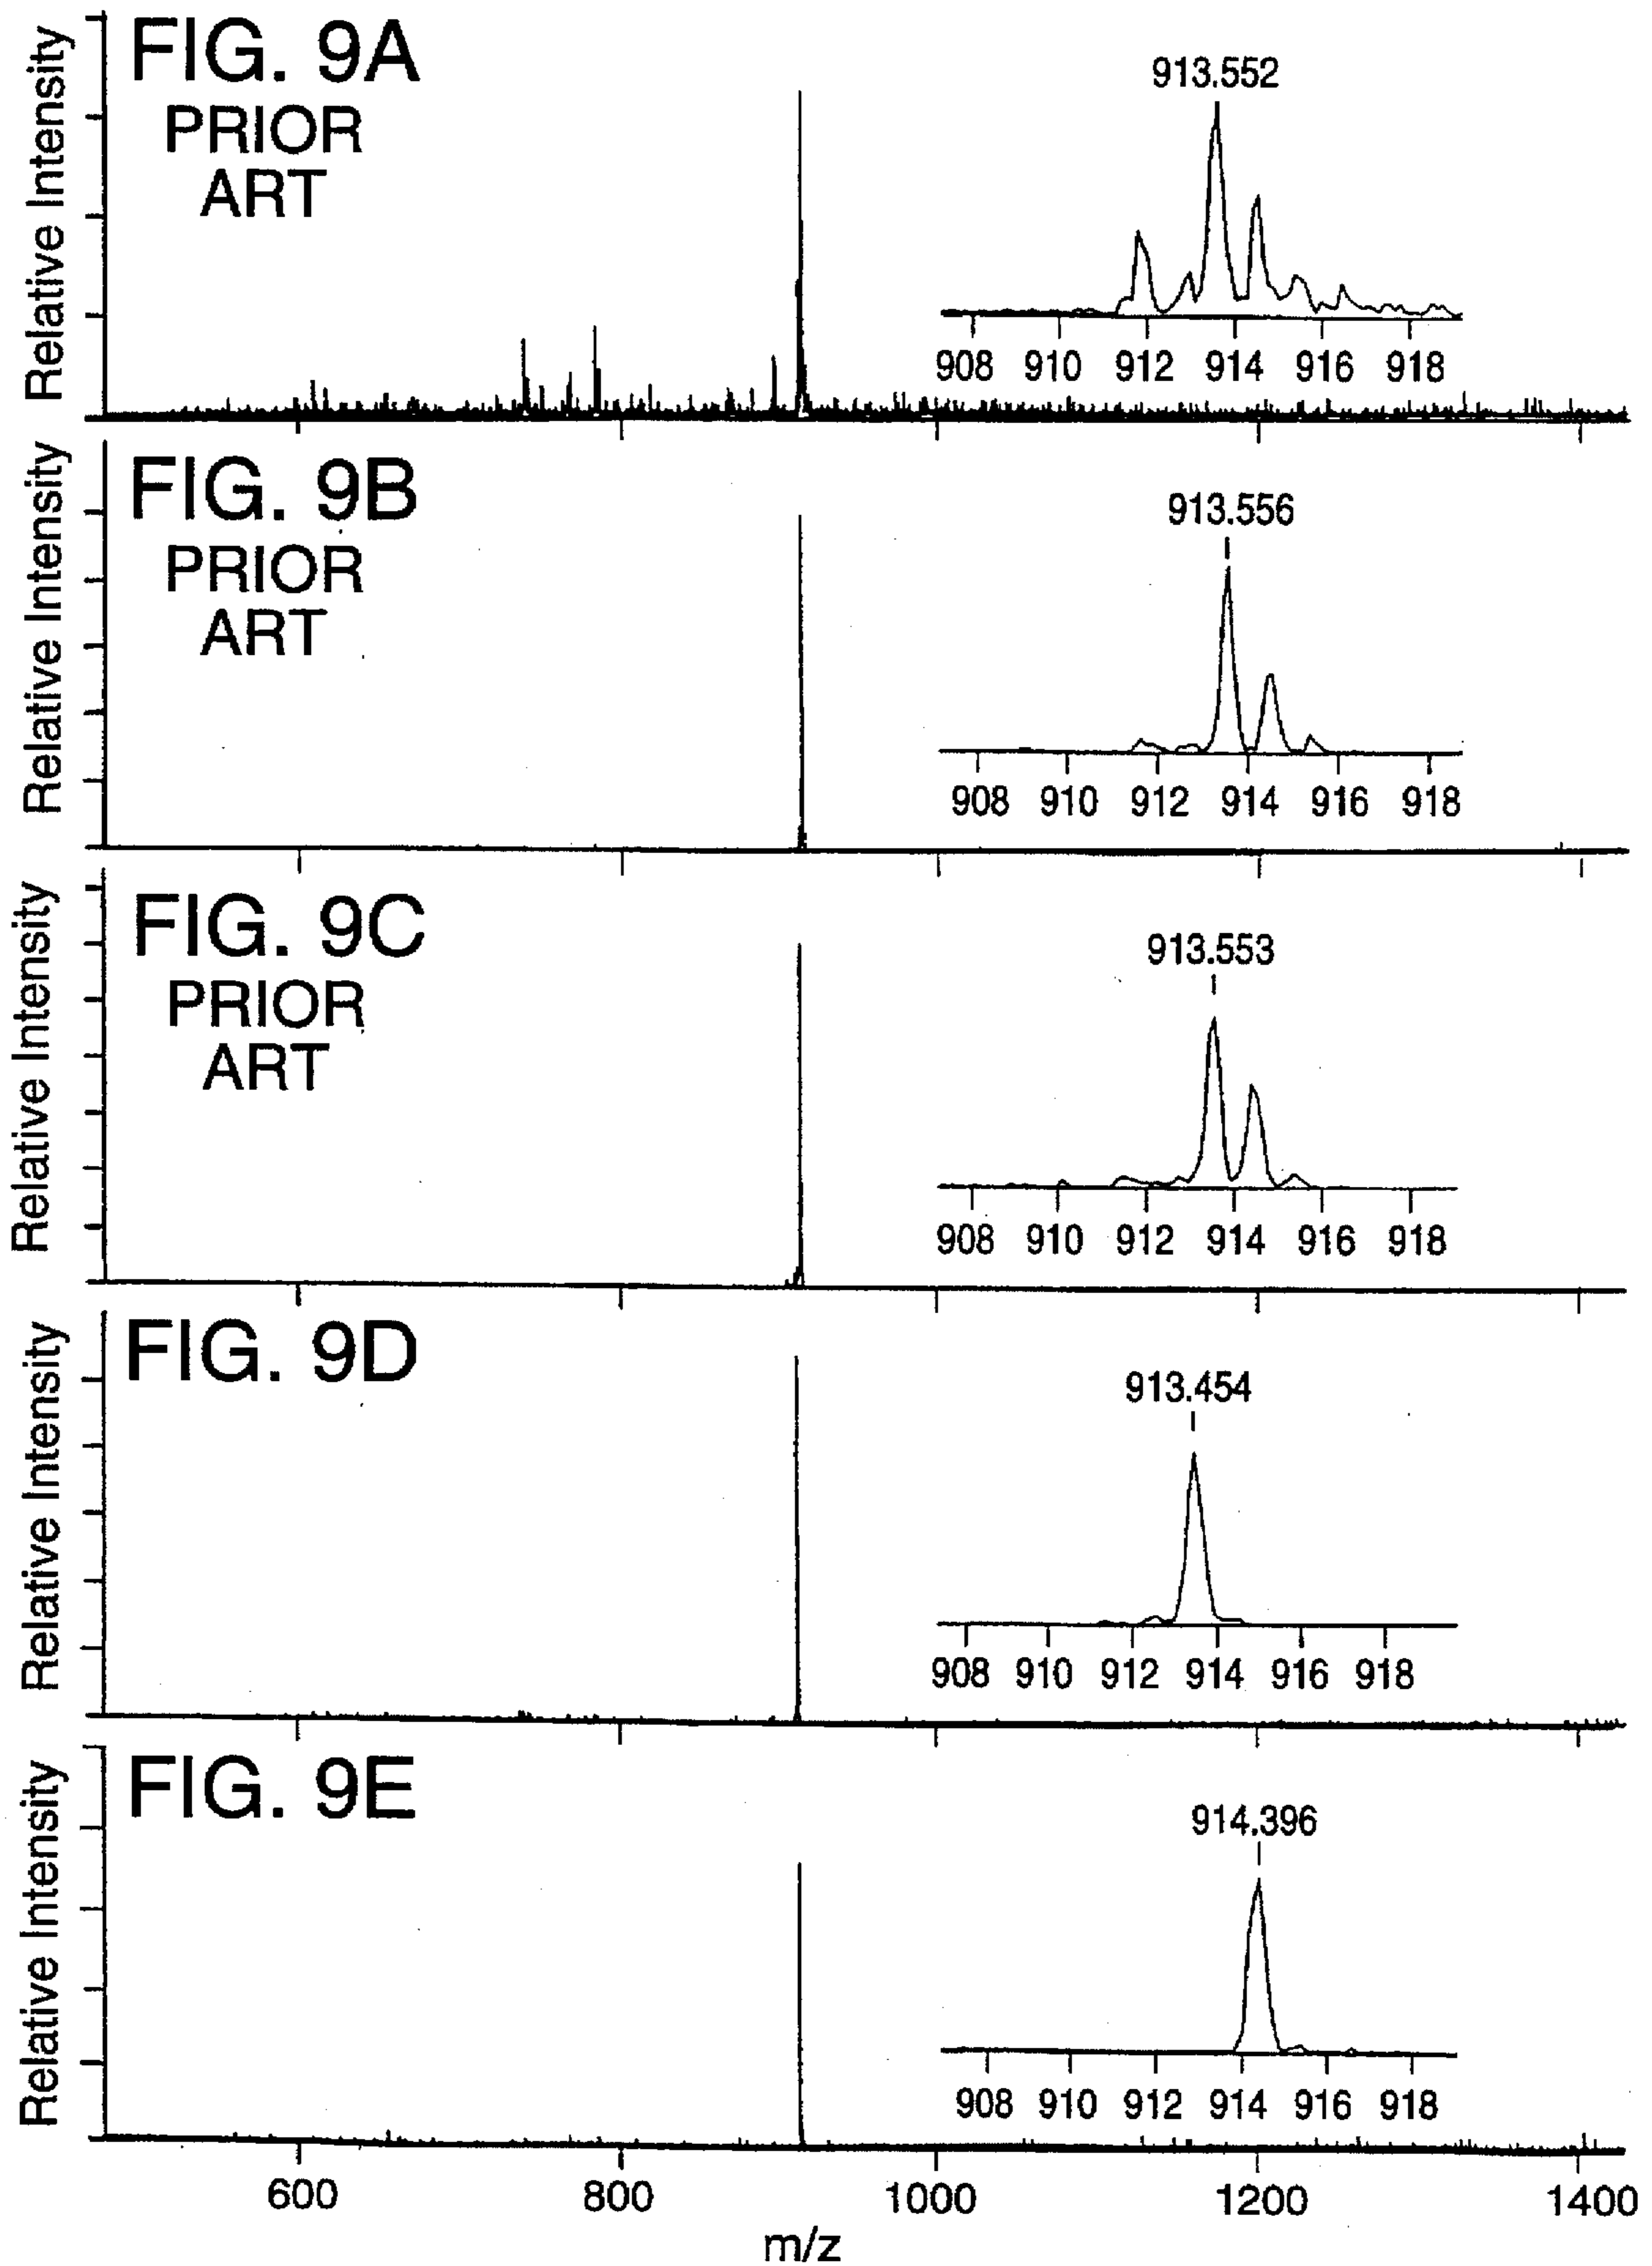 FIG. 9A
PRIOR
ART
Relative Intensity
913.552
908 910 912 914 916 918
FIG. 9B
PRIOR
ART
Relative Intensity
913.556
908 910 912 914 916 918
FIG. 9C
PRIOR
ART
Relative Intensity
913.553
908 910 912 914 916 918
FIG. 9D
Relative Intensity
913.454
908 910 912 914 916 918
FIG. 9E
Relative Intensity
914.396
908 910 912 914 916 918
600 800 1000 1200 1400
m/z